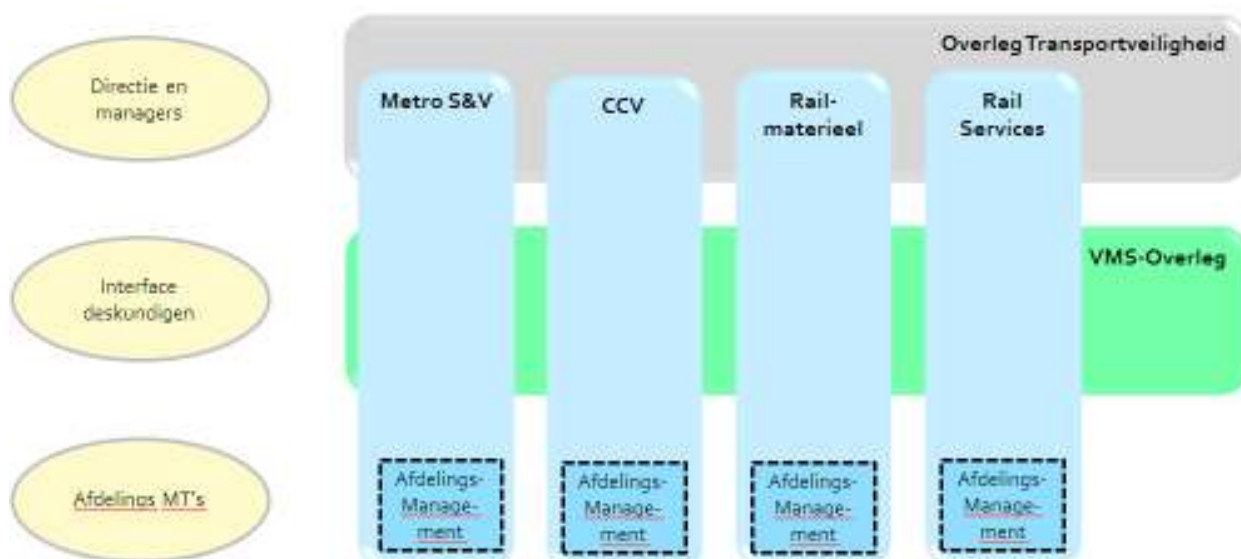 Overleg Transportveiligheid
Directie en
managers
Metro S&V
CCV
Rail-
materieel
Rail
Services
VMS-Overleg
Interface
deskundigen
Afdelings MT's
Afdelings-
Manage-
ment
Afdelings-
Manage-
ment
Afdelings-
Manage-
ment
Afdelings-
Manage-
ment